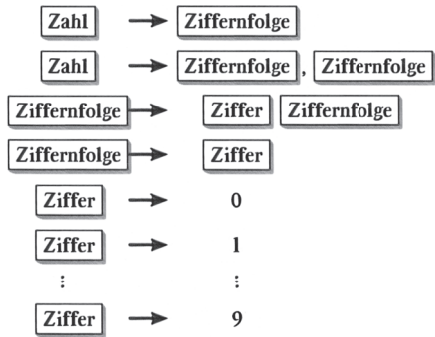 Zahl → Ziffernfolge
Zahl → Ziffernfolge , Ziffernfolge
Ziffernfolge → Ziffer Ziffernfolge
Ziffernfolge → Ziffer
Ziffer → 0
Ziffer → 1
⋮ ⋮
Ziffer → 9